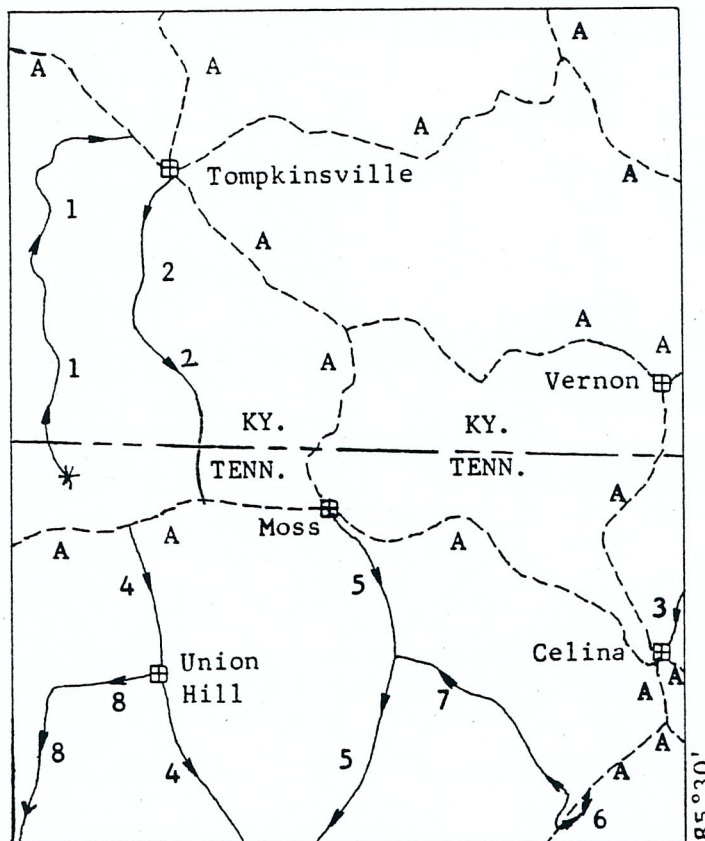 A
A
A
A
A
Tompkinsville
1
A
2
A
A
1
2
A
Vernon
KY.
KY.
TENN.
TENN.
A
Moss
A
A
A
4
5
3
Union
Hill
Celina
A
8
7
A
A
8
4
5
A
6
85°30'